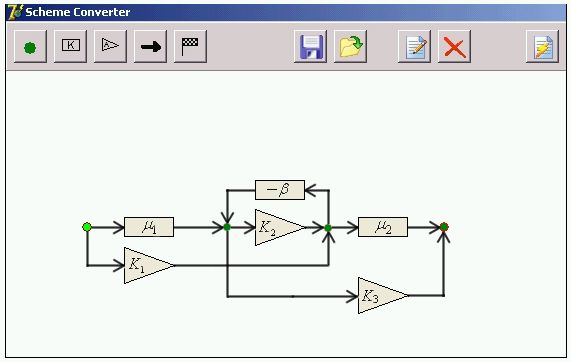 Scheme Converter
K
A
−β
μ₁
K₂
μ₂
K₁
K₃